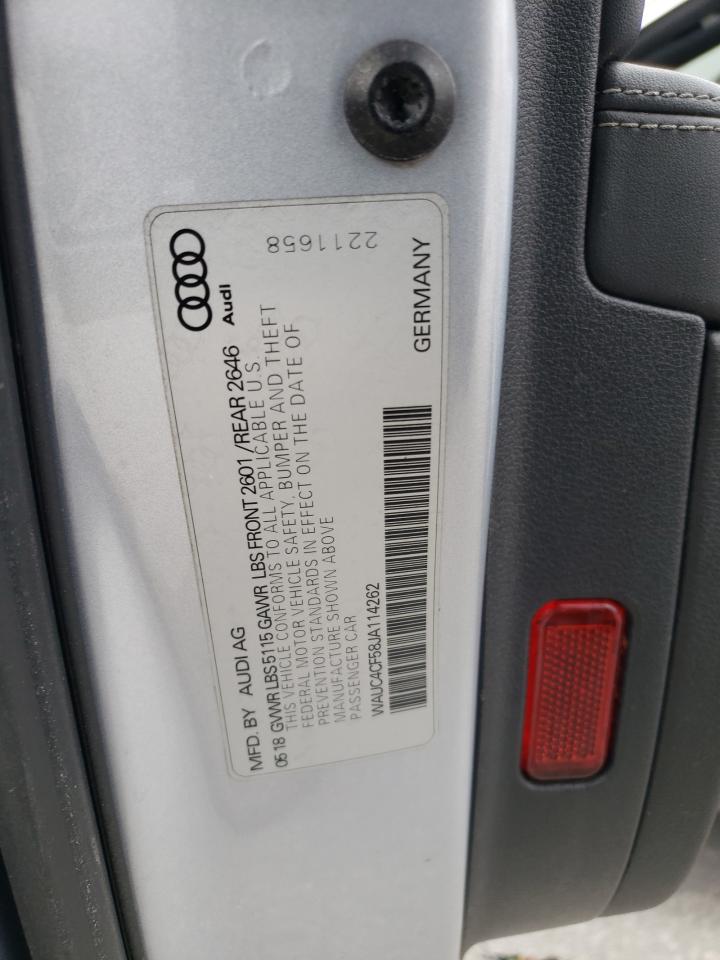 Audi
2211658
MFD. BY AUDI AG
05 18 GVWR LBS 5115 GAWR LBS FRONT 2601 / REAR 2646
THIS VEHICLE CONFORMS TO ALL APPLICABLE U.S.
FEDERAL MOTOR VEHICLE SAFETY, BUMPER AND THEFT
PREVENTION STANDARDS IN EFFECT ON THE DATE OF
MANUFACTURE SHOWN ABOVE
PASSENGER CAR
WAUC4CF58JA114262
GERMANY